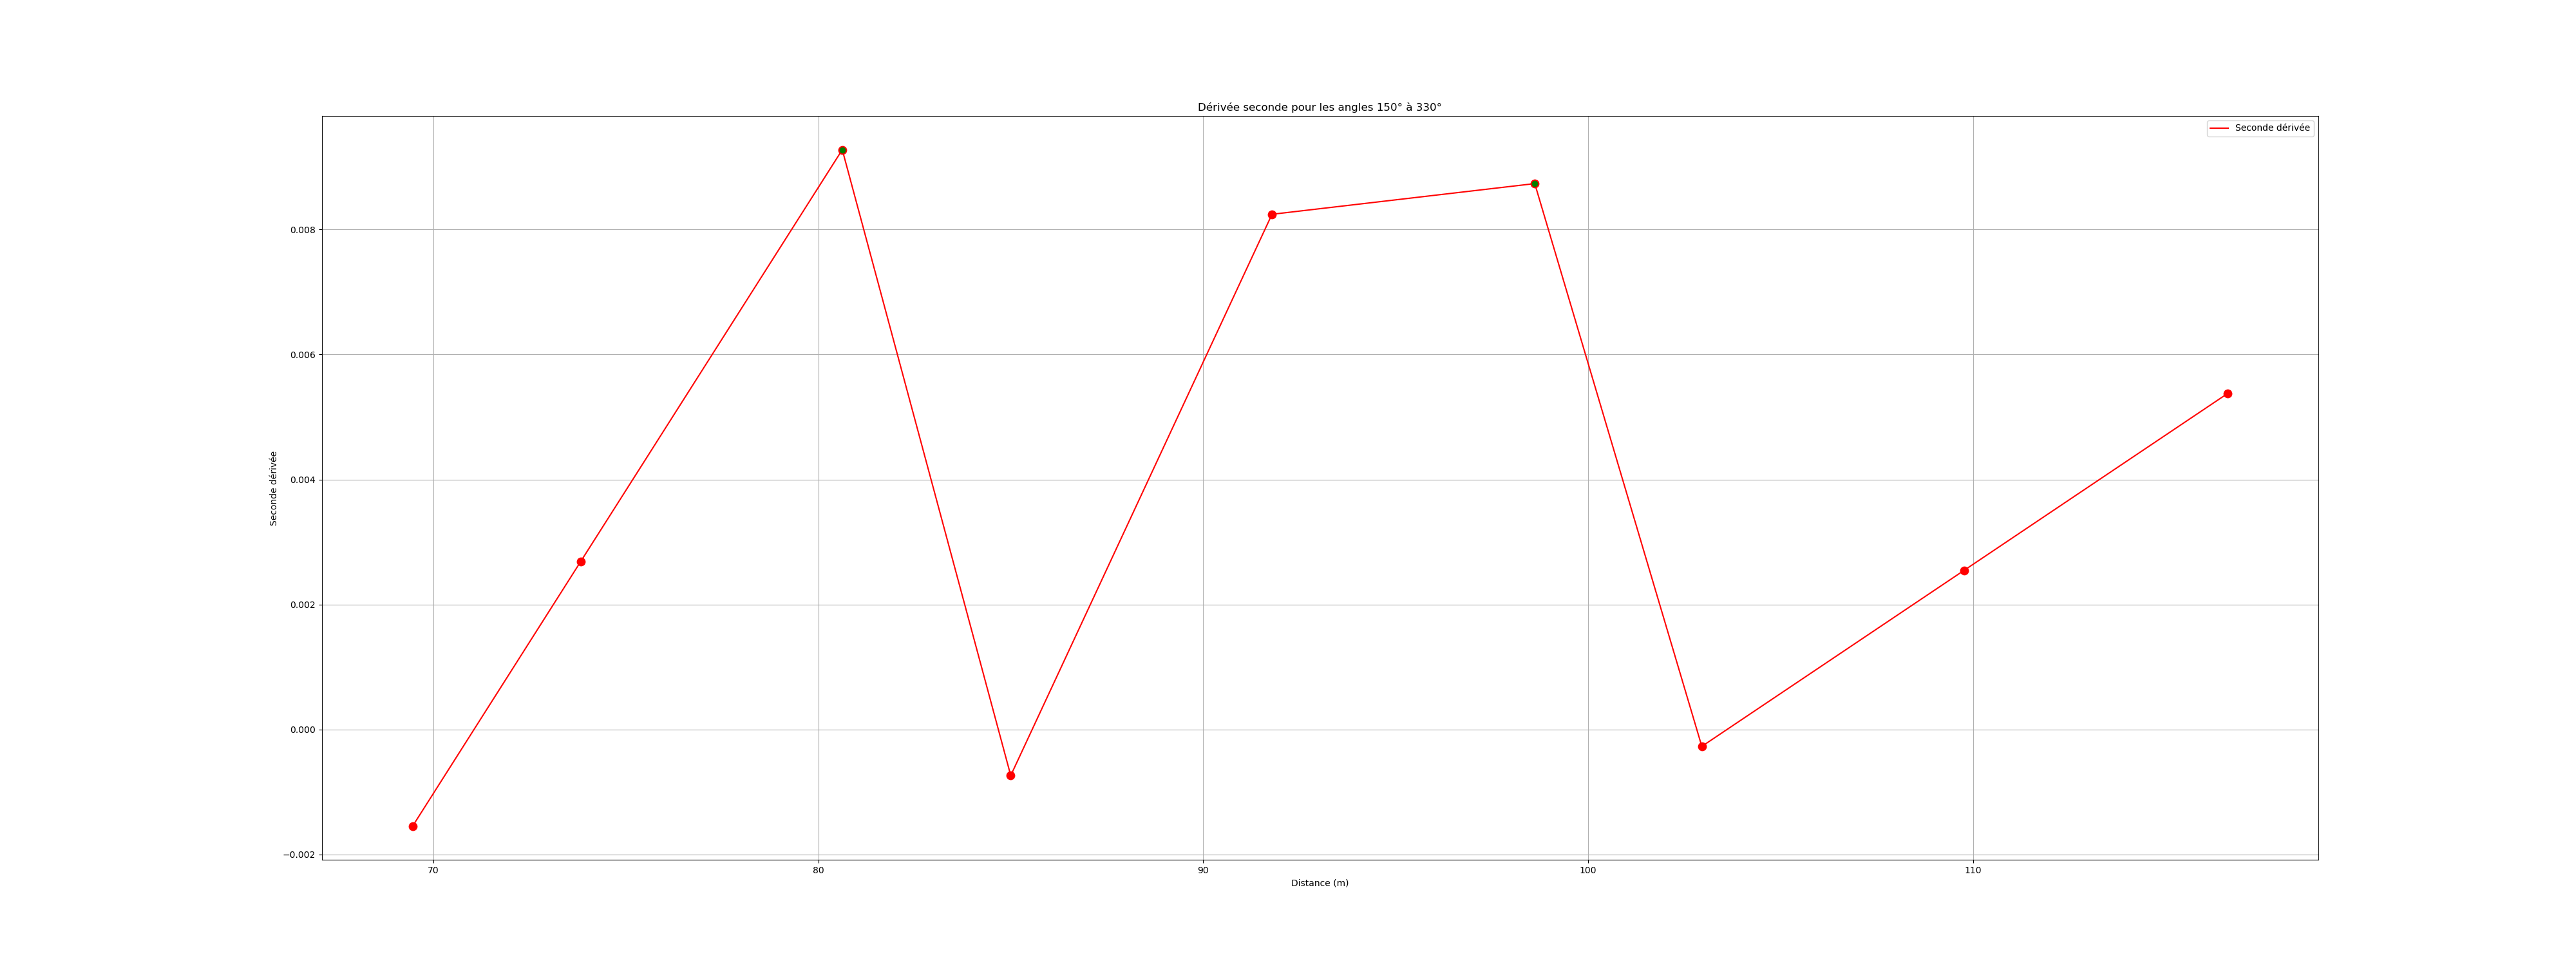 Dérivée seconde pour les angles 150° à 330°
Seconde dérivée
0.008
0.006
0.004
0.002
0.000
−0.002
Seconde dérivée
70 80 90 100 110
Distance (m)